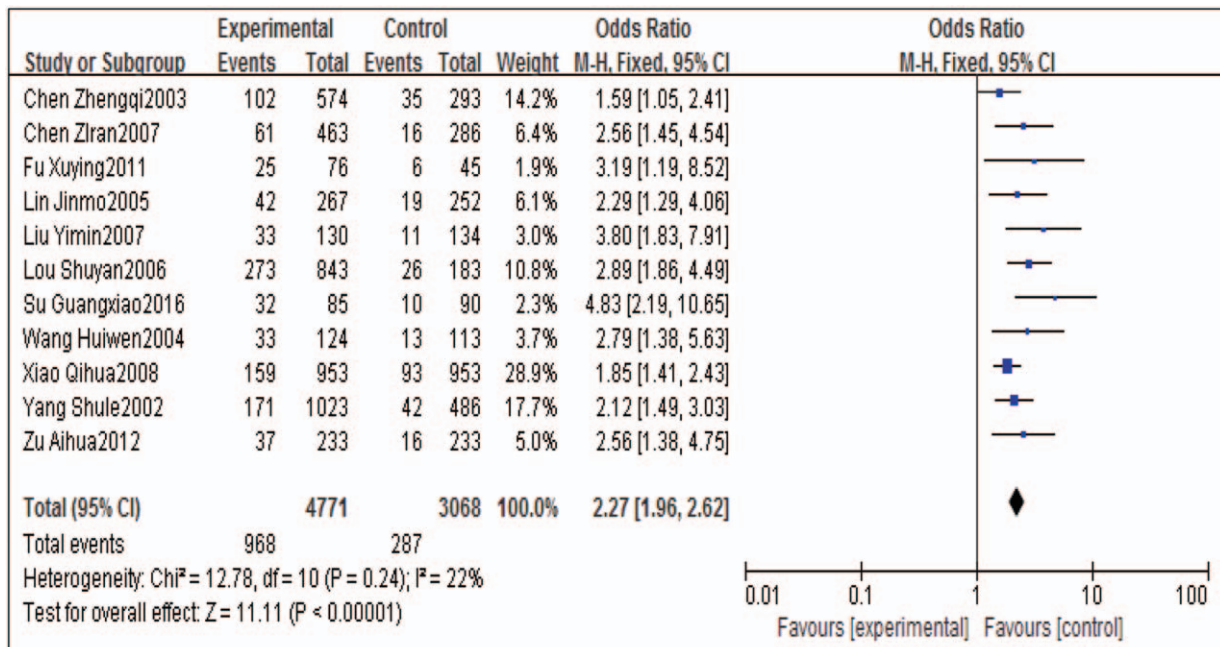 Experimental Control Odds Ratio Odds Ratio
Study or Subgroup Events Total Events Total Weight M-H, Fixed, 95% CI M-H, Fixed, 95% CI
Chen Zhengqi2003 102 574 35 293 14.2% 1.59 [1.05, 2.41]
Chen ZIran2007 61 463 16 286 6.4% 2.56 [1.45, 4.54]
Fu Xuying2011 25 76 6 45 1.9% 3.19 [1.19, 8.52]
Lin Jinmo2005 42 267 19 252 6.1% 2.29 [1.29, 4.06]
Liu Yimin2007 33 130 11 134 3.0% 3.80 [1.83, 7.91]
Lou Shuyan2006 273 843 26 183 10.8% 2.89 [1.86, 4.49]
Su Guangxiao2016 32 85 10 90 2.3% 4.83 [2.19, 10.65]
Wang Huiwen2004 33 124 13 113 3.7% 2.79 [1.38, 5.63]
Xiao Qihua2008 159 953 93 953 28.9% 1.85 [1.41, 2.43]
Yang Shule2002 171 1023 42 486 17.7% 2.12 [1.49, 3.03]
Zu Aihua2012 37 233 16 233 5.0% 2.56 [1.38, 4.75]
Total (95% CI) 4771 3068 100.0% 2.27 [1.96, 2.62]
Total events 968 287
Heterogeneity: Chi² = 12.78, df = 10 (P = 0.24); I² = 22%
Test for overall effect: Z = 11.11 (P < 0.00001)
0.01 0.1 1 10 100
Favours [experimental] Favours [control]